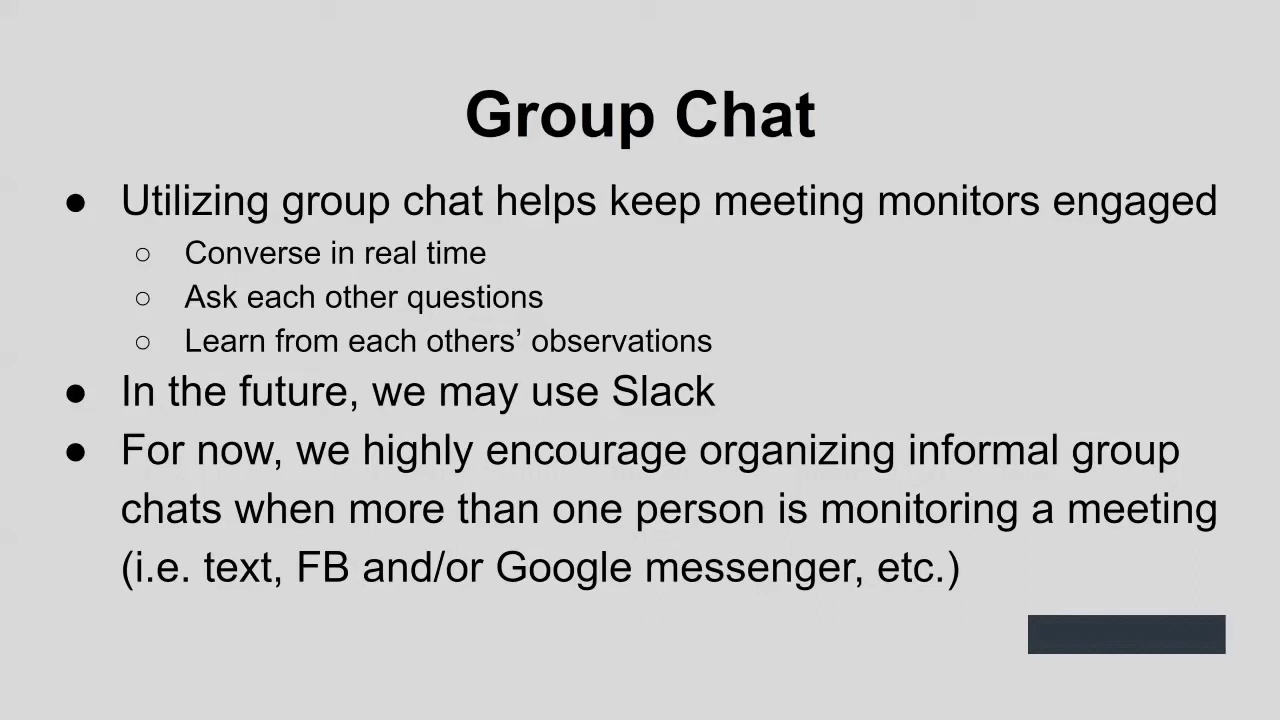 Group Chat
● Utilizing group chat helps keep meeting monitors engaged
○ Converse in real time
○ Ask each other questions
○ Learn from each others’ observations
● In the future, we may use Slack
● For now, we highly encourage organizing informal group
chats when more than one person is monitoring a meeting
(i.e. text, FB and/or Google messenger, etc.)